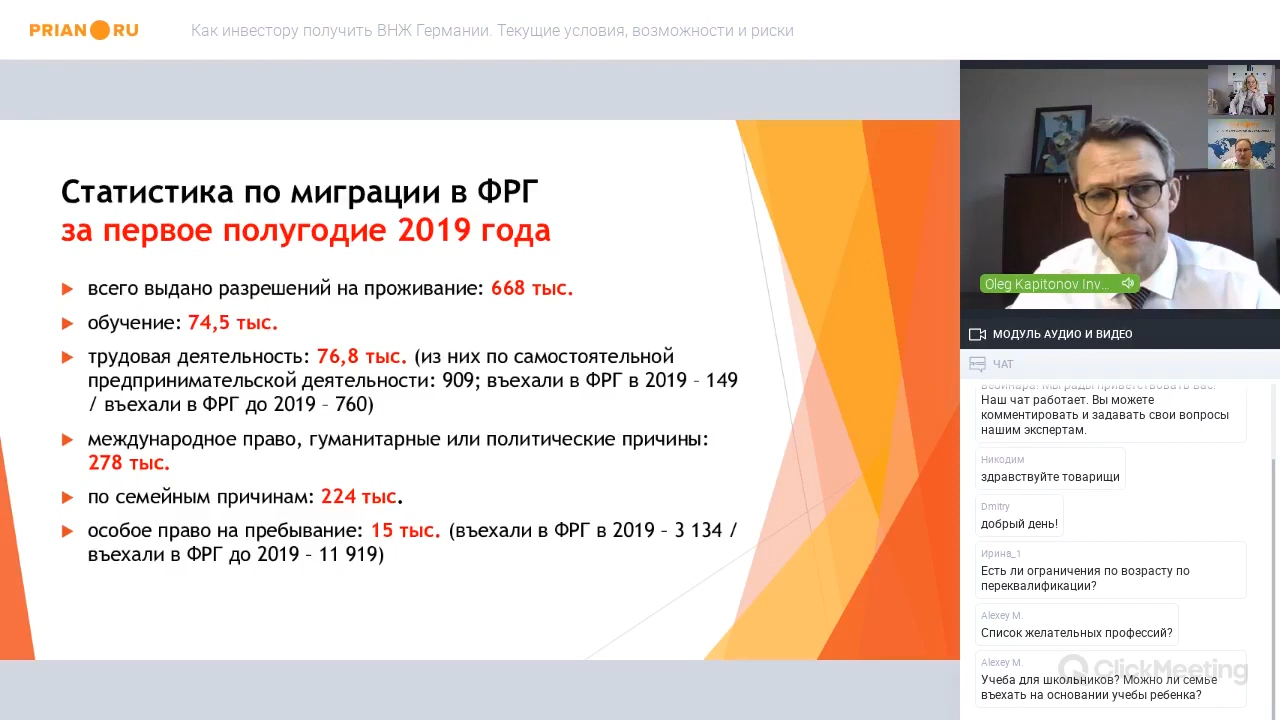 PRIAN RU
Как инвестору получить ВНЖ Германии. Текущие условия, возможности и риски
Статистика по миграции в ФРГ
за первое полугодие 2019 года
всего выдано разрешений на проживание: 668 тыс.
обучение: 74,5 тыс.
трудовая деятельность: 76,8 тыс. (из них по самостоятельной
предпринимательской деятельности: 909; въехали в ФРГ в 2019 – 149
/ въехали в ФРГ до 2019 – 760)
международное право, гуманитарные или политические причины:
278 тыс.
по семейным причинам: 224 тыс.
особое право на пребывание: 15 тыс. (въехали в ФРГ в 2019 – 3 134 /
въехали в ФРГ до 2019 – 11 919)
Oleg Kapitonov Inv...
МОДУЛЬ АУДИО И ВИДЕО
ЧАТ
вебинара! Мы рады приветствовать вас!
Наш чат работает. Вы можете
комментировать и задавать свои вопросы
нашим экспертам.
Никодим
здравствуйте товарищи
Dmitry
добрый день!
Ирина_1
Есть ли ограничения по возрасту по
переквалификации?
Alexey M.
Список желательных профессий?
Alexey M.
Учеба для школьников? Можно ли семье
въехать на основании учебы ребенка?
ClickMeeting